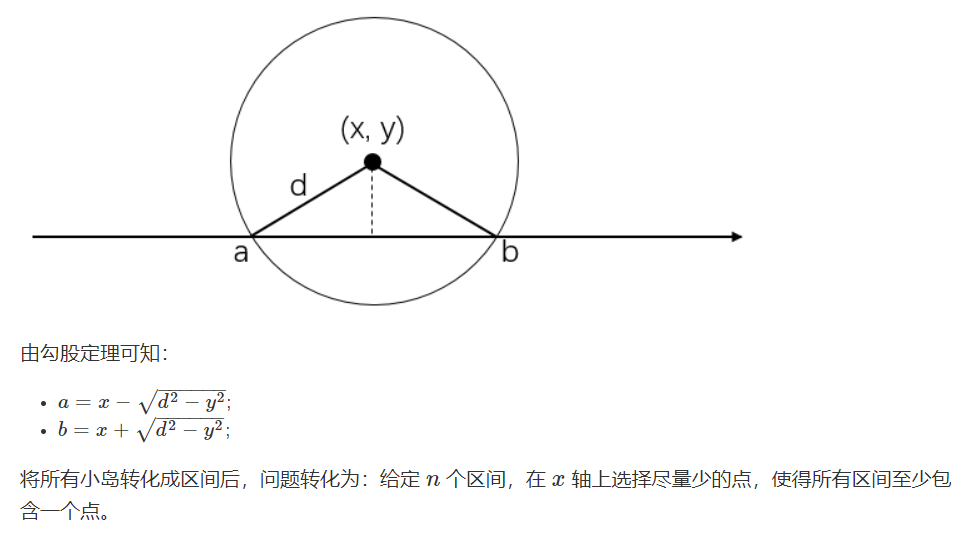 (x, y)
d
a
b
由勾股定理可知：
• $a = x - \sqrt{d^2 - y^2}$;
• $b = x + \sqrt{d^2 - y^2}$;
将所有小岛转化成区间后，问题转化为：给定 $n$ 个区间，在 $x$ 轴上选择尽量少的点，使得所有区间至少包
含一个点。